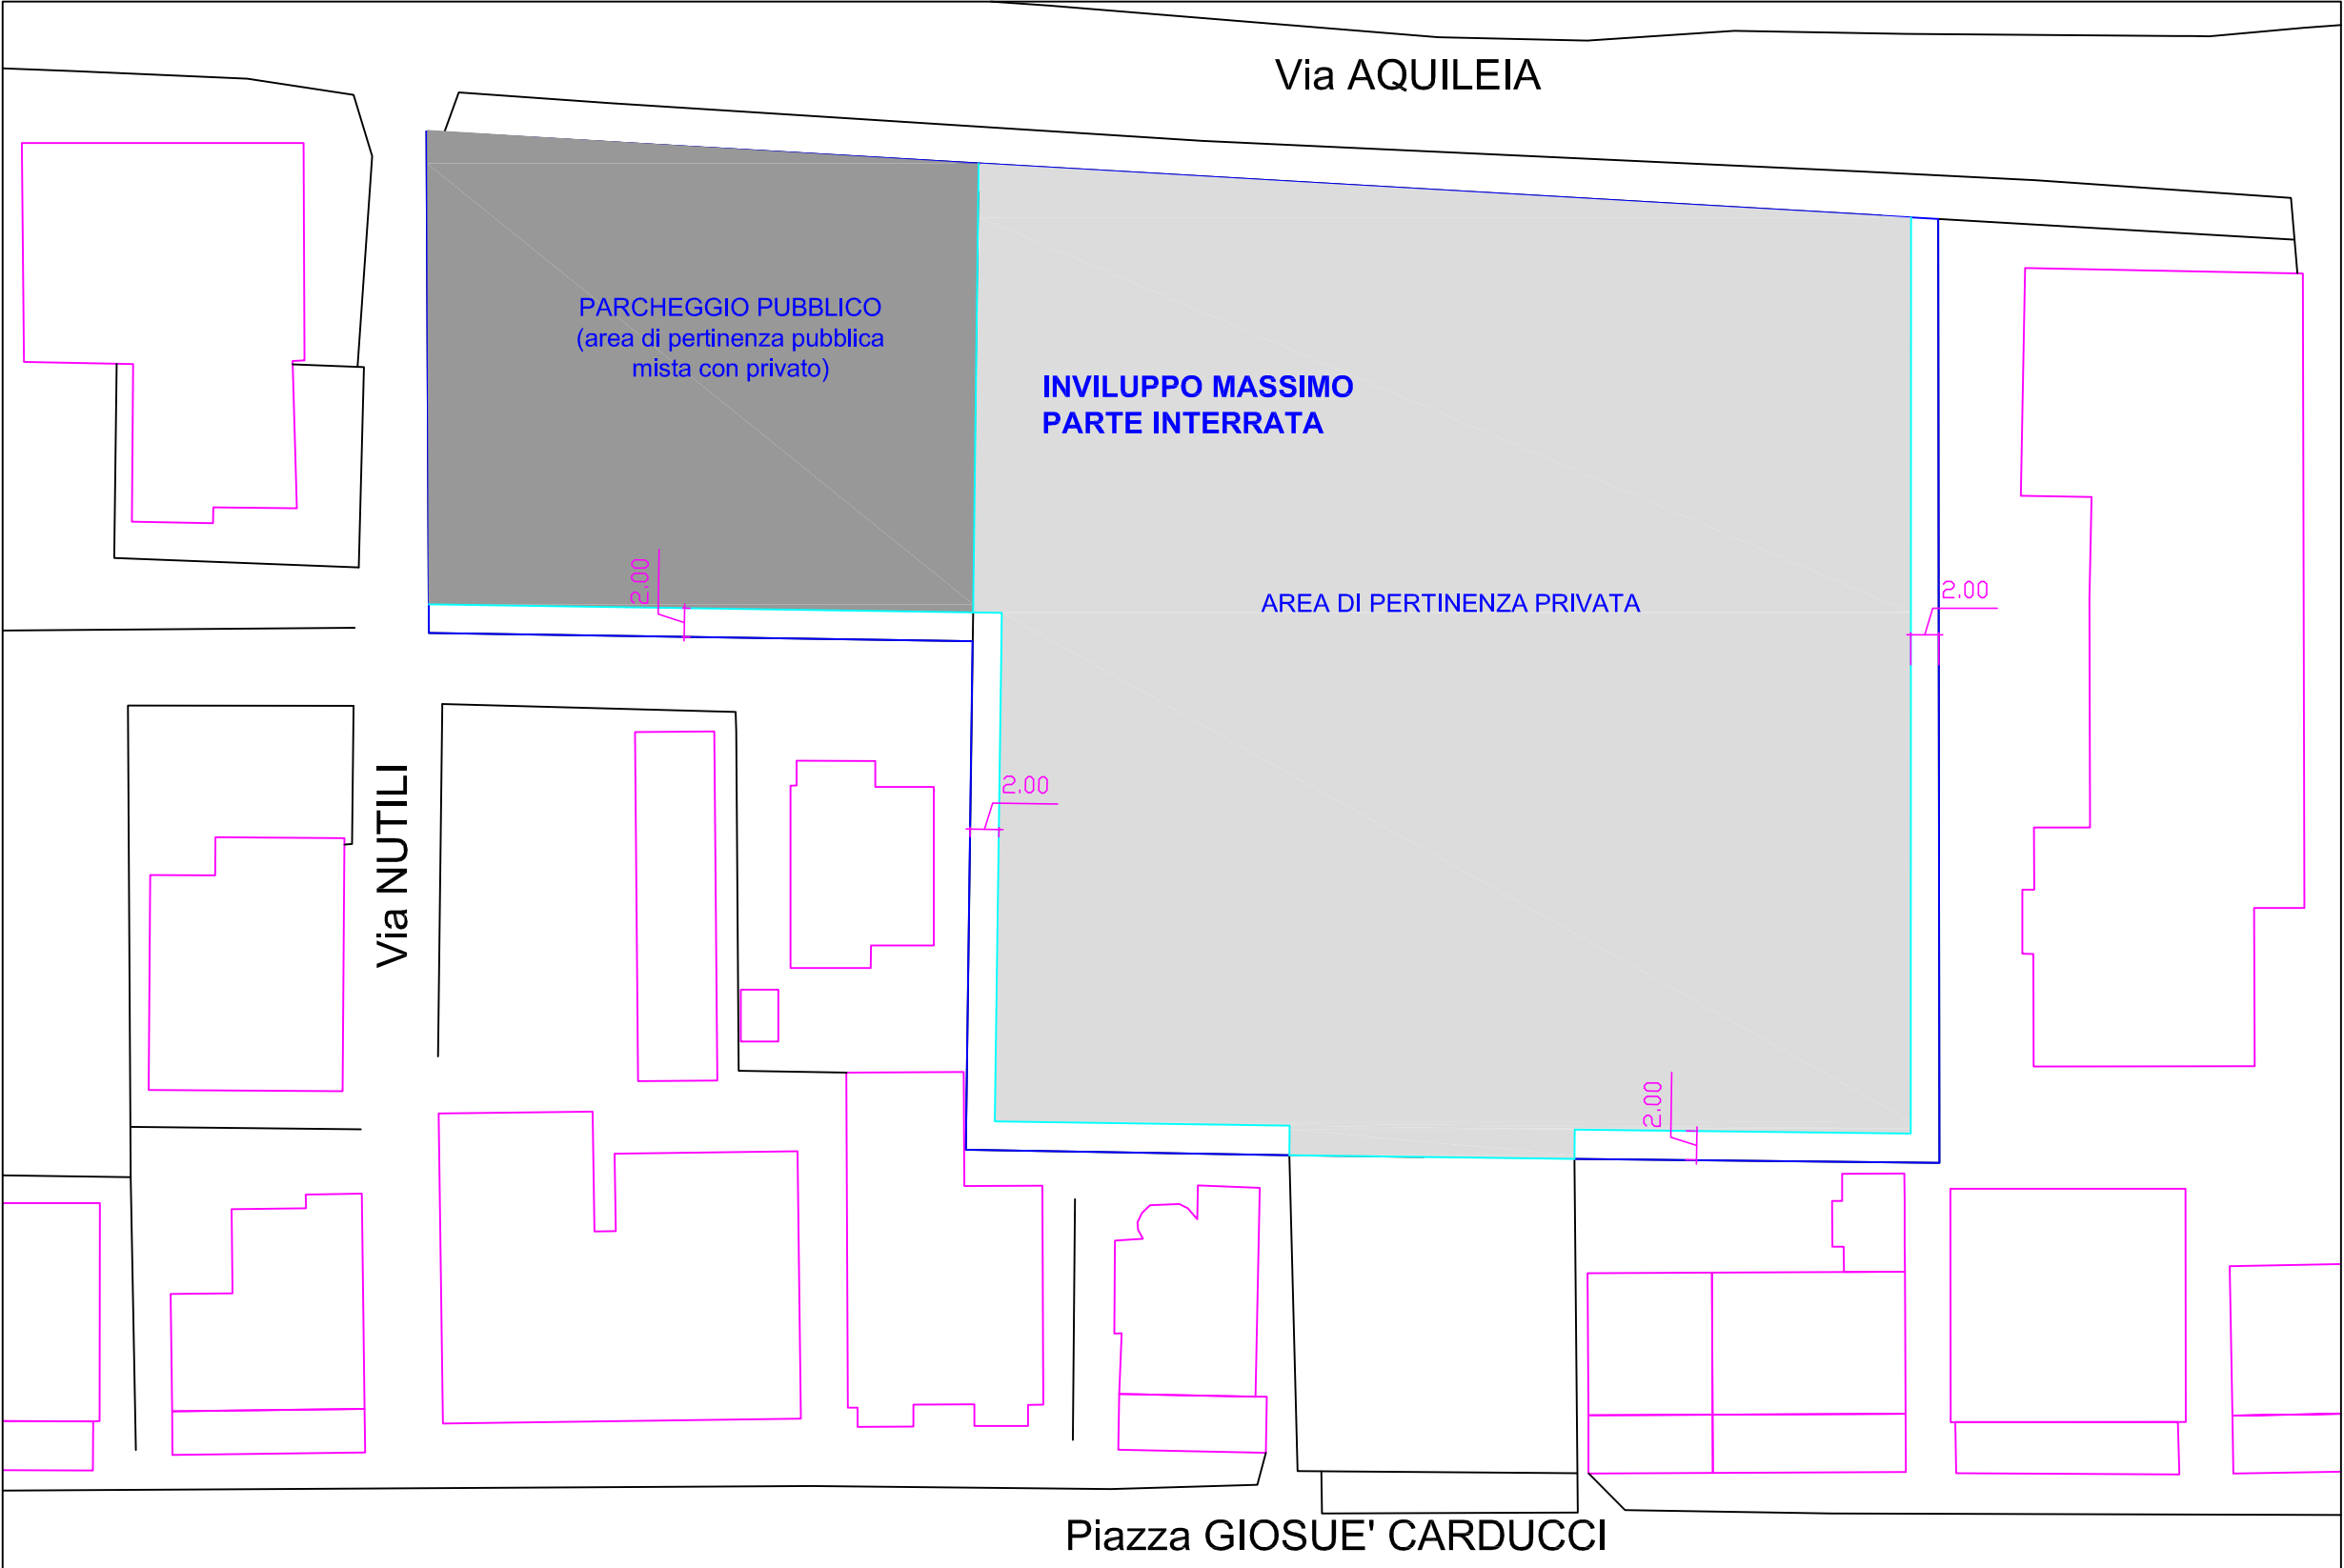 Via AQUILEIA
PARCHEGGIO PUBBLICO
(area di pertinenza pubblica
mista con privato)
INVILUPPO MASSIMO
PARTE INTERRATA
2.00
AREA DI PERTINENZA PRIVATA
2.00
2.00
Via NUTILI
2.00
Piazza GIOSUE' CARDUCCI